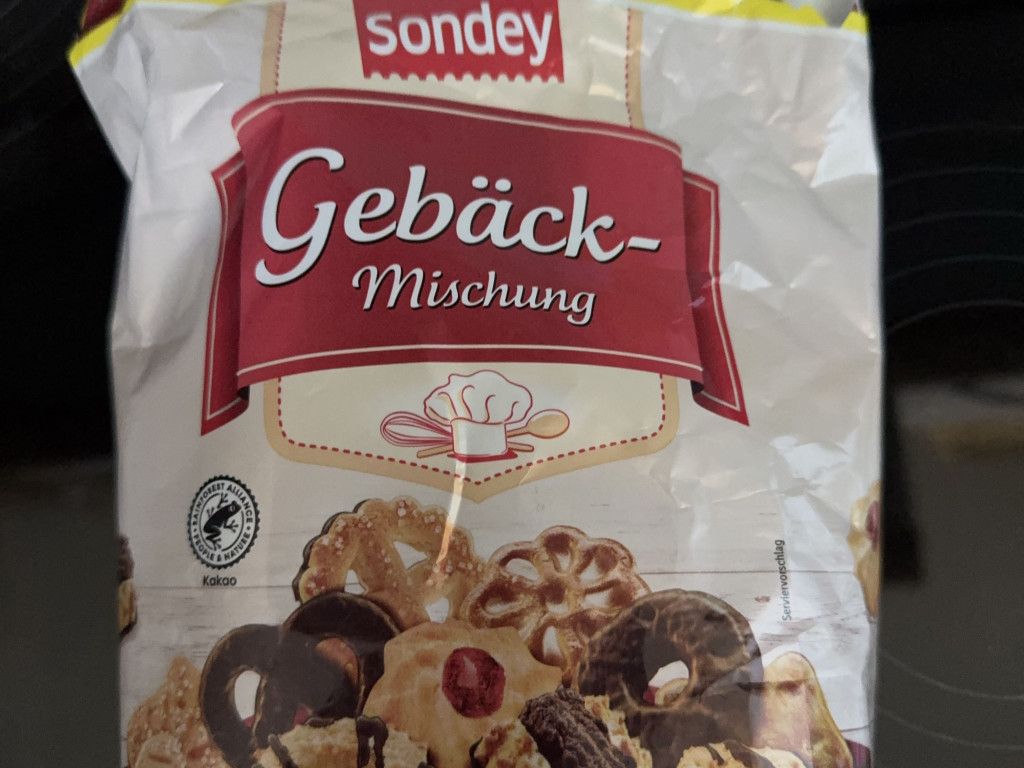 sondey
Gebäck-
Mischung
RAINFOREST ALLIANCE
PEOPLE & NATURE
Kakao
Serviervorschlag